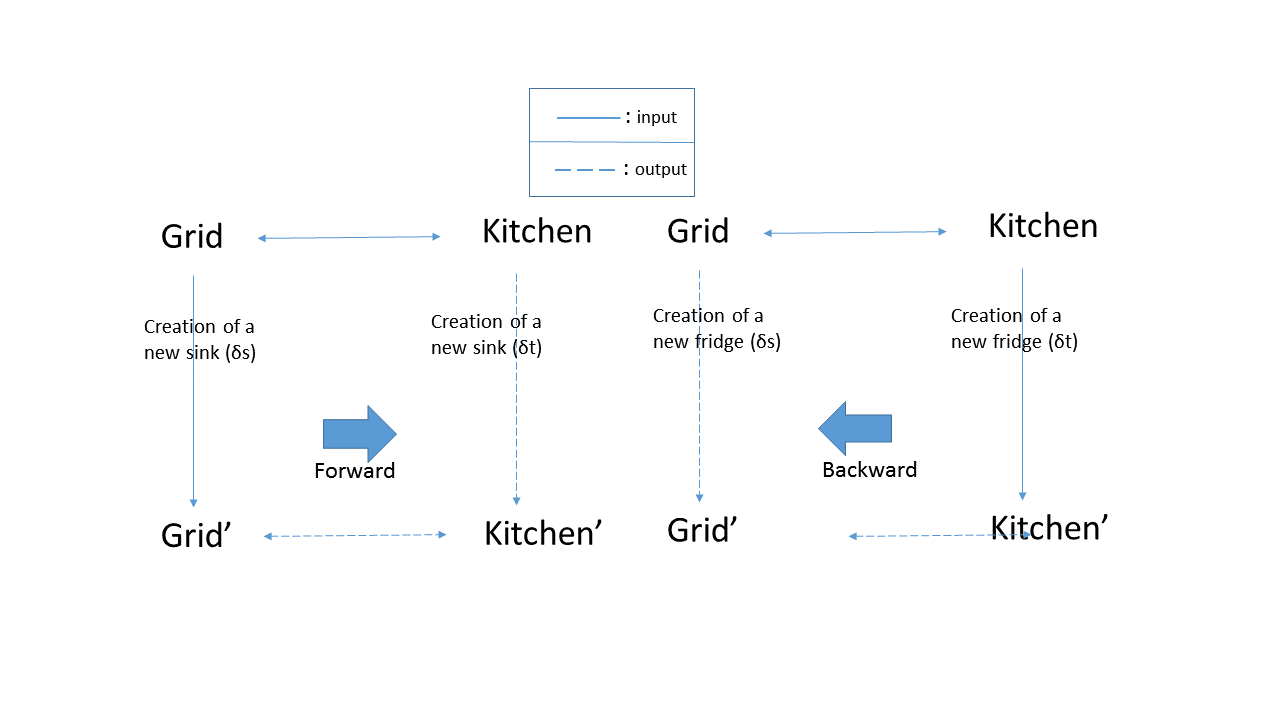 : input
: output
Grid
Kitchen
Grid
Kitchen
Creation of a
new sink (δs)
Creation of a
new sink (δt)
Creation of a
new fridge (δs)
Creation of a
new fridge (δt)
Forward
Backward
Grid’
Kitchen’
Grid’
Kitchen’